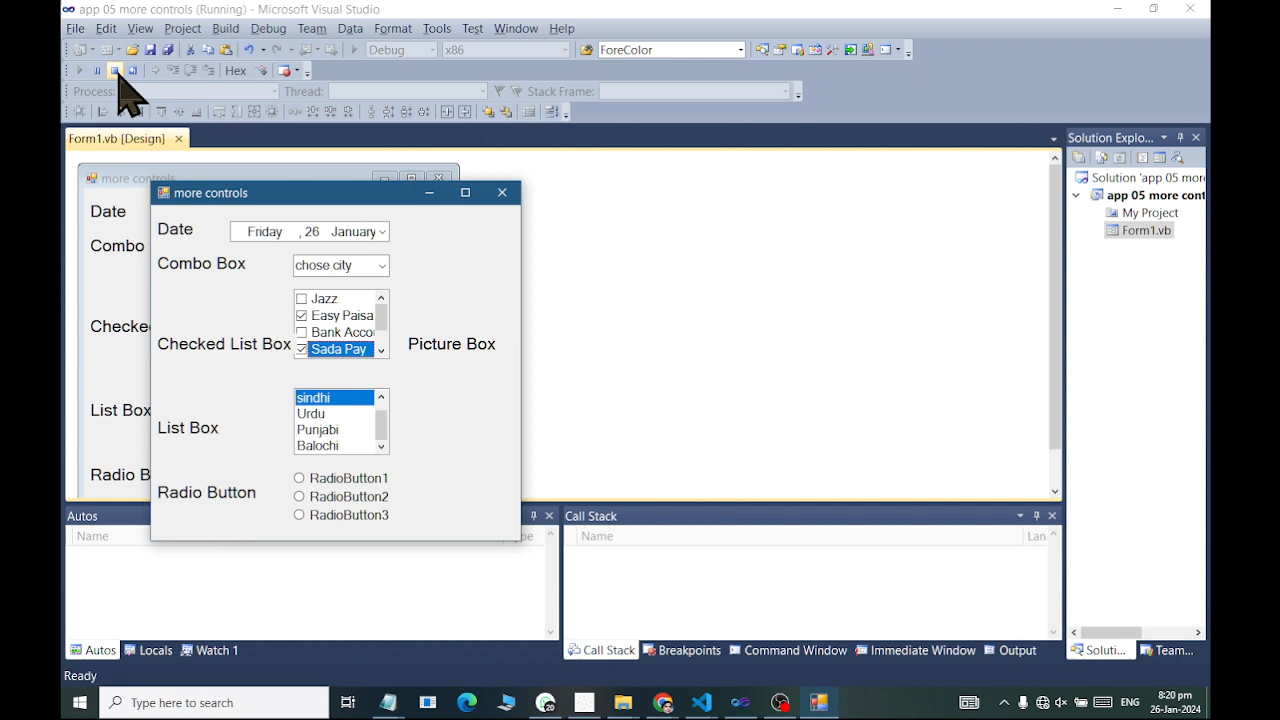 app 05 more controls (Running) - Microsoft Visual Studio
File Edit View Project Build Debug Team Data Format Tools Test Window Help
Debug x86 ForeColor
Hex
Process: Thread: Stack Frame:
Form1.vb [Design]
Solution Explo...
more controls
Solution 'app 05 more
app 05 more cont
My Project
Form1.vb
Date
Combo
Checke
List Box
Radio B
more controls
Date Friday , 26 January
Combo Box chose city
Jazz
Easy Paisa
Bank Acco
Checked List Box Sada Pay Picture Box
sindhi
Urdu
Punjabi
List Box
Balochi
RadioButton1
Radio Button RadioButton2
RadioButton3
Autos
Name
Call Stack
Name Lan
Autos Locals Watch 1
Call Stack Breakpoints Command Window Immediate Window Output
Soluti... Team...
Ready
Type here to search
ENG
8:20 pm
26-Jan-2024